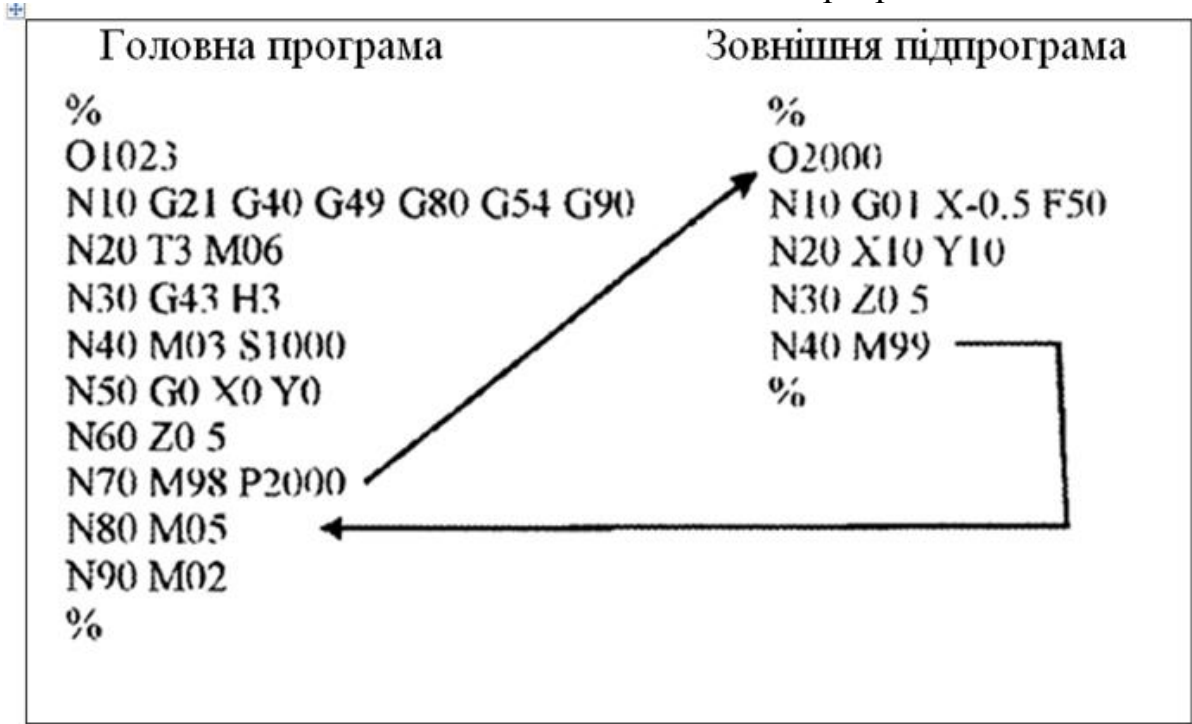 Головна програма
%
O1023
N10 G21 G40 G49 G80 G54 G90
N20 T3 M06
N30 G43 H3
N40 M03 S1000
N50 G0 X0 Y0
N60 Z0 5
N70 M98 P2000
N80 M05
N90 M02
%
Зовнішня підпрограма
%
O2000
N10 G01 X-0.5 F50
N20 X10 Y10
N30 Z0 5
N40 M99
%